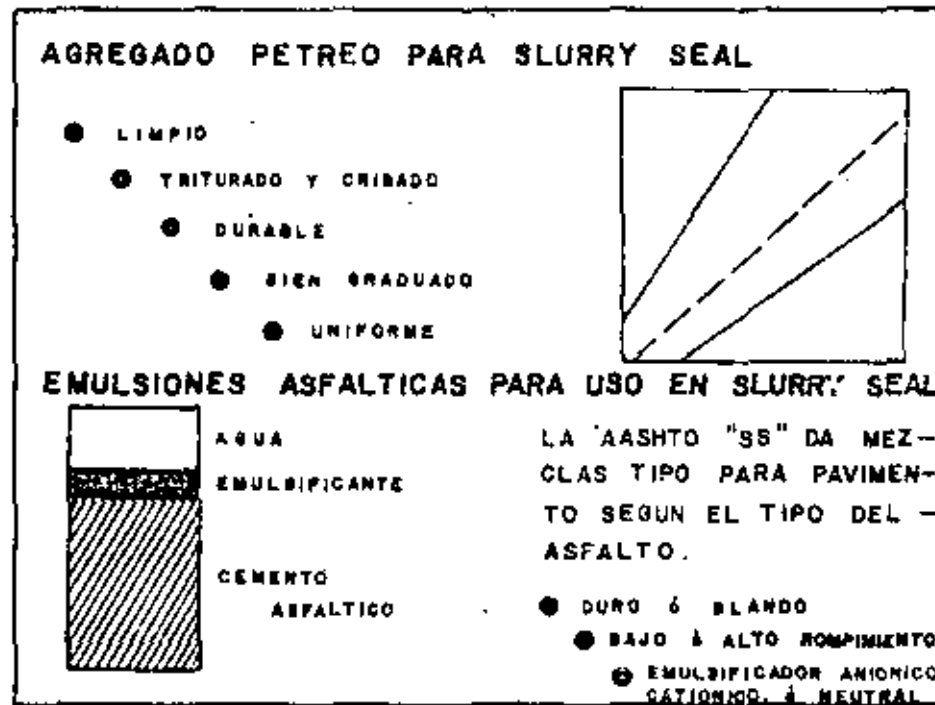 AGREGADO PETREO PARA SLURRY SEAL
LIMPIO
TRITURADO Y CRIBADO
DURABLE
BIEN GRADUADO
UNIFORME
EMULSIONES ASFALTICAS PARA USO EN SLURRY SEAL
AGUA
EMULSIFICANTE
CEMENTO
ASFALTICO
LA AASHTO "SS" DA MEZ-
CLAS TIPO PARA PAVIMEN-
TO SEGUN EL TIPO DEL -
ASFALTO.
DURO ó BLANDO
BAJO ó ALTO ROMPIMIENTO
EMULSIFICADOR ANIONICO
CATIONICO, ó NEUTRAL